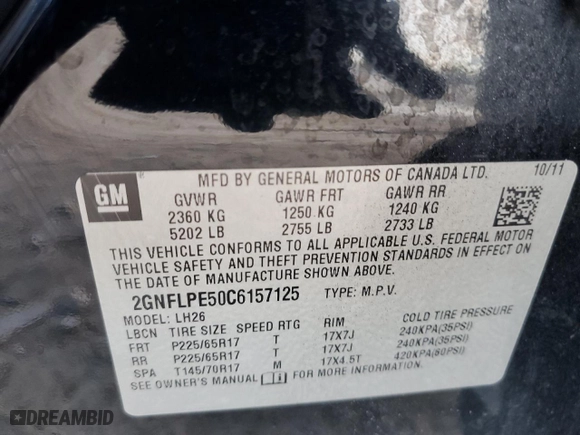 GM
MFD BY GENERAL MOTORS OF CANADA LTD. 10/11
GVWR GAWR FRT GAWR RR
2360 KG 1250 KG 1240 KG
5202 LB 2755 LB 2733 LB
THIS VEHICLE CONFORMS TO ALL APPLICABLE U.S. FEDERAL MOTOR
VEHICLE SAFETY AND THEFT PREVENTION STANDARDS IN EFFECT ON
THE DATE OF MANUFACTURE SHOWN ABOVE.
2GNFLPE50C6157125 TYPE: M.P.V.
MODEL: LH26
LBCN TIRE SIZE SPEED RTG RIM COLD TIRE PRESSURE
FRT P225/65R17 T 17X7J 240KPA(35PSI)
RR P225/65R17 T 17X7J 240KPA(35PSI)
SPA T145/70R17 M 17X4.5T 420KPA(60PSI)
SEE OWNER'S MANUAL FOR MORE INFORMATION.
DREAMBID